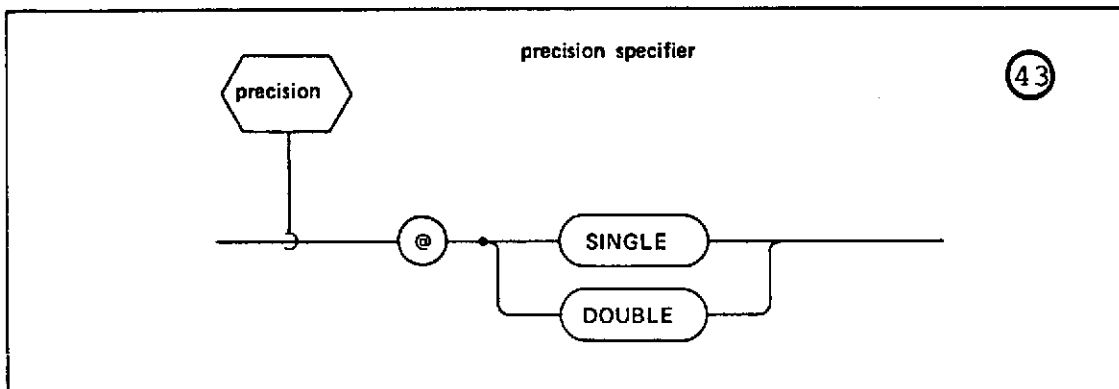 precision specifier
43
precision
@
SINGLE
DOUBLE